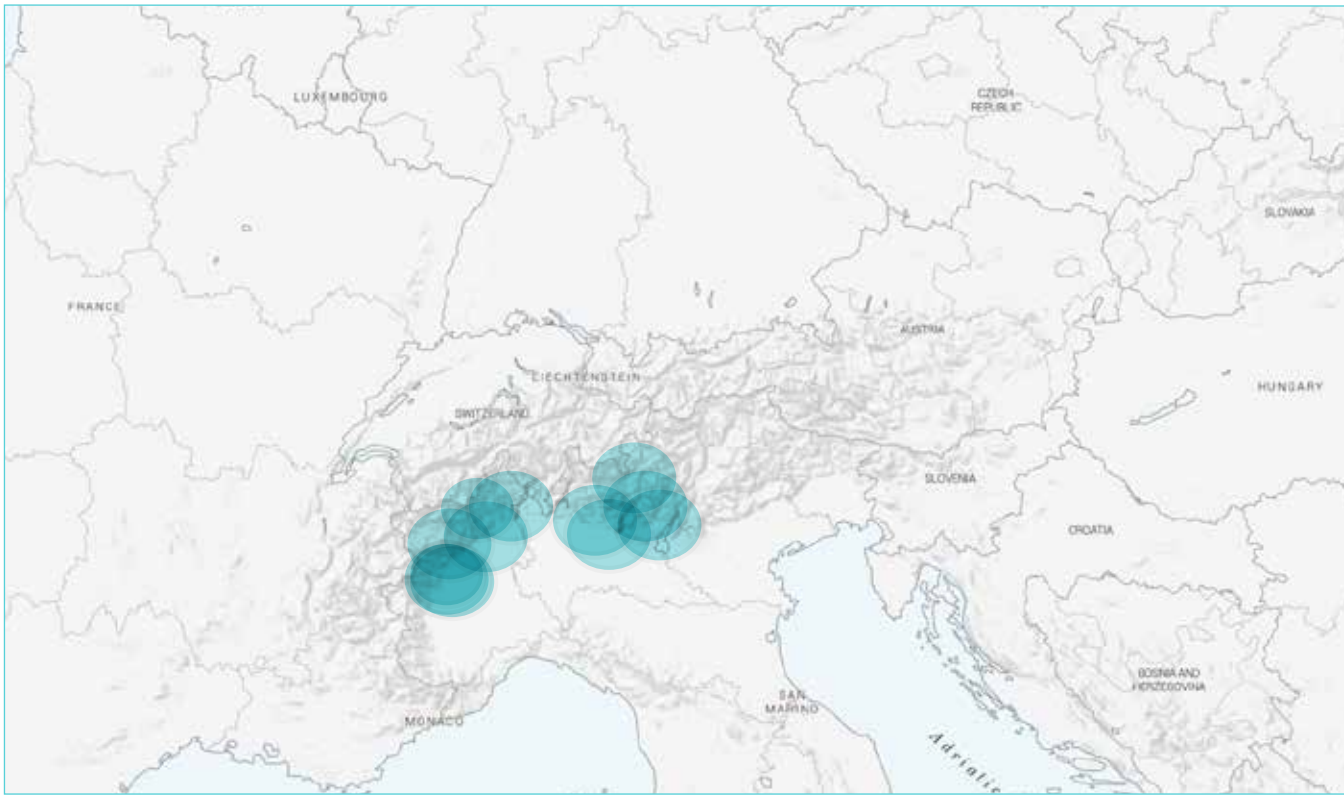 LUXEMBOURG
CZECH
REPUBLIC
SLOVAKIA
FRANCE
AUSTRIA
LIECHTENSTEIN
HUNGARY
SWITZERLAND
SLOVENIA
CROATIA
BOSNIA AND
HERZEGOVINA
SAN
MARINO
MONACO
Adriatic